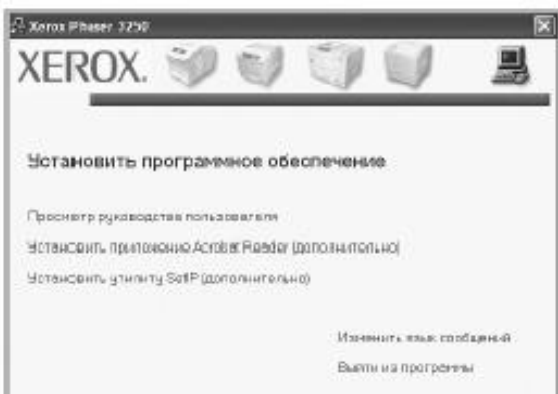 Xerox Phaser 3250
XEROX.
Установить программное обеспечение
Просмотр руководства пользователя
Установить приложение Acrobat Reader (дополнительно)
Установить утилиту SetIP (дополнительно)
Изменить язык сообщений
Выйти из программы